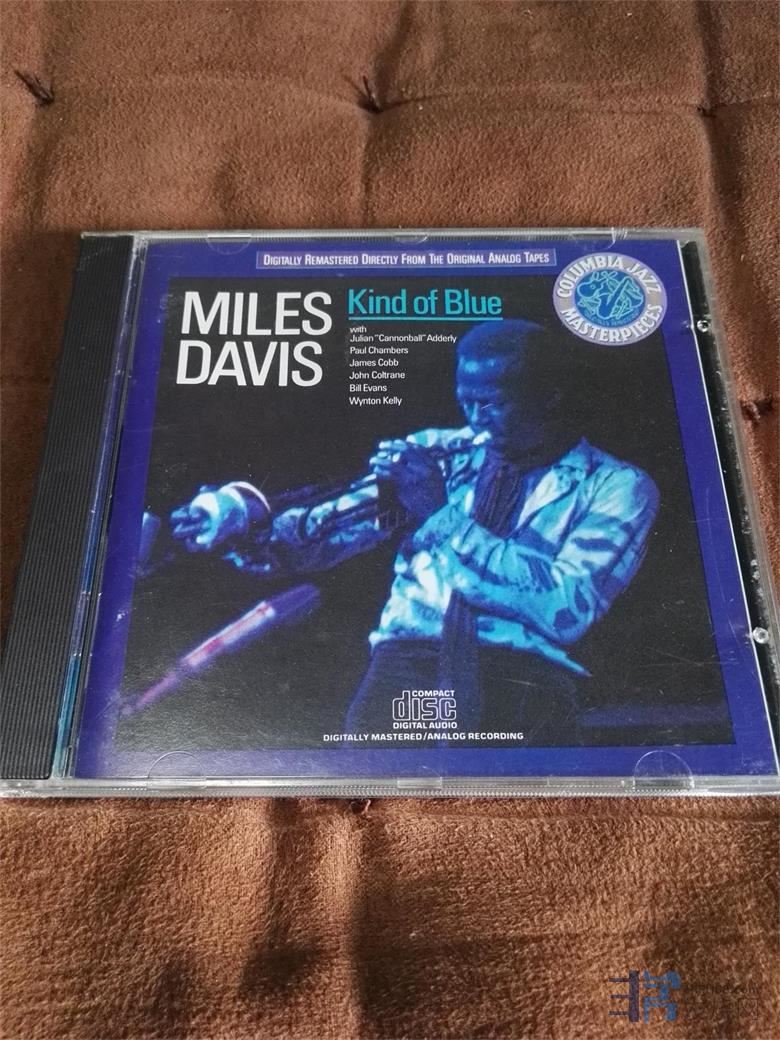 DIGITALLY REMASTERED DIRECTLY FROM THE ORIGINAL ANALOG TAPES
COLUMBIA JAZZ
MASTERPIECES
MILES
DAVIS
Kind of Blue
with
Julian "Cannonball" Adderly
Paul Chambers
James Cobb
John Coltrane
Bill Evans
Wynton Kelly
COMPACT
disc
DIGITAL AUDIO
DIGITALLY MASTERED/ANALOG RECORDING